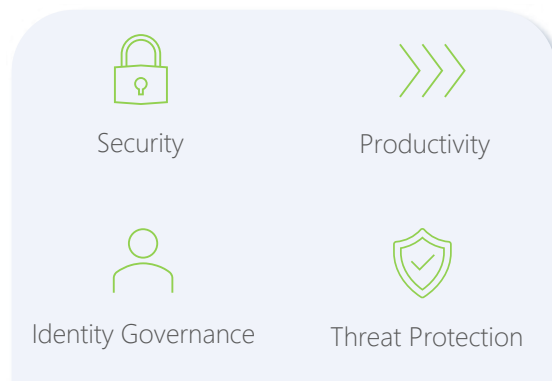 Security
Productivity
Identity Governance
Threat Protection